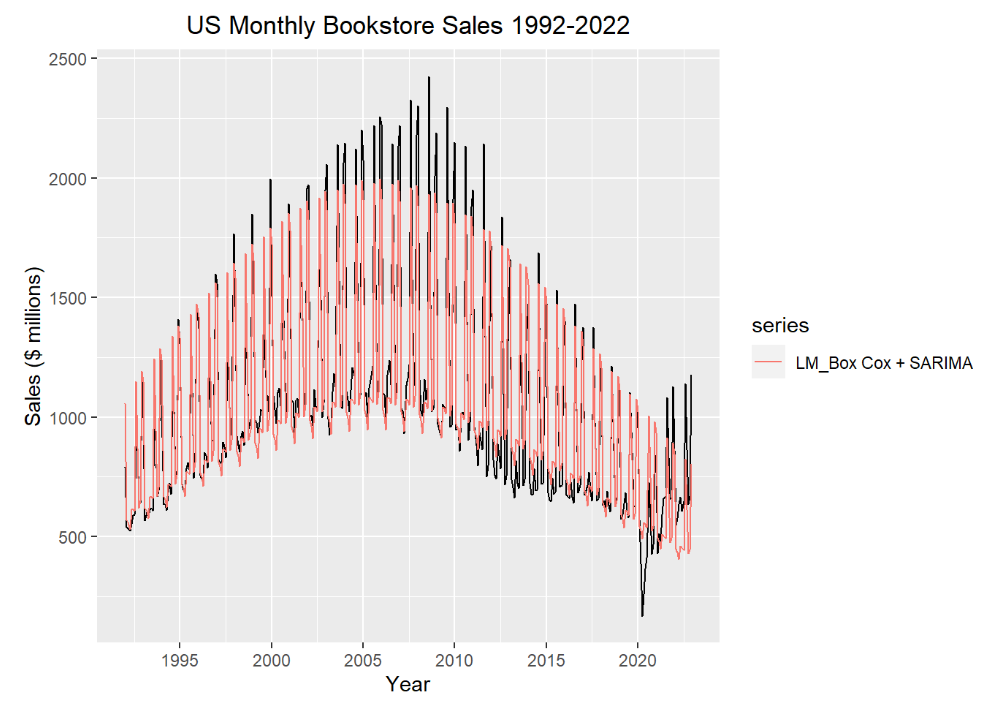 US Monthly Bookstore Sales 1992-2022
2500
2000
1500
1000
500
Sales ($ millions)
1995 2000 2005 2010 2015 2020
Year
series
LM_Box Cox + SARIMA